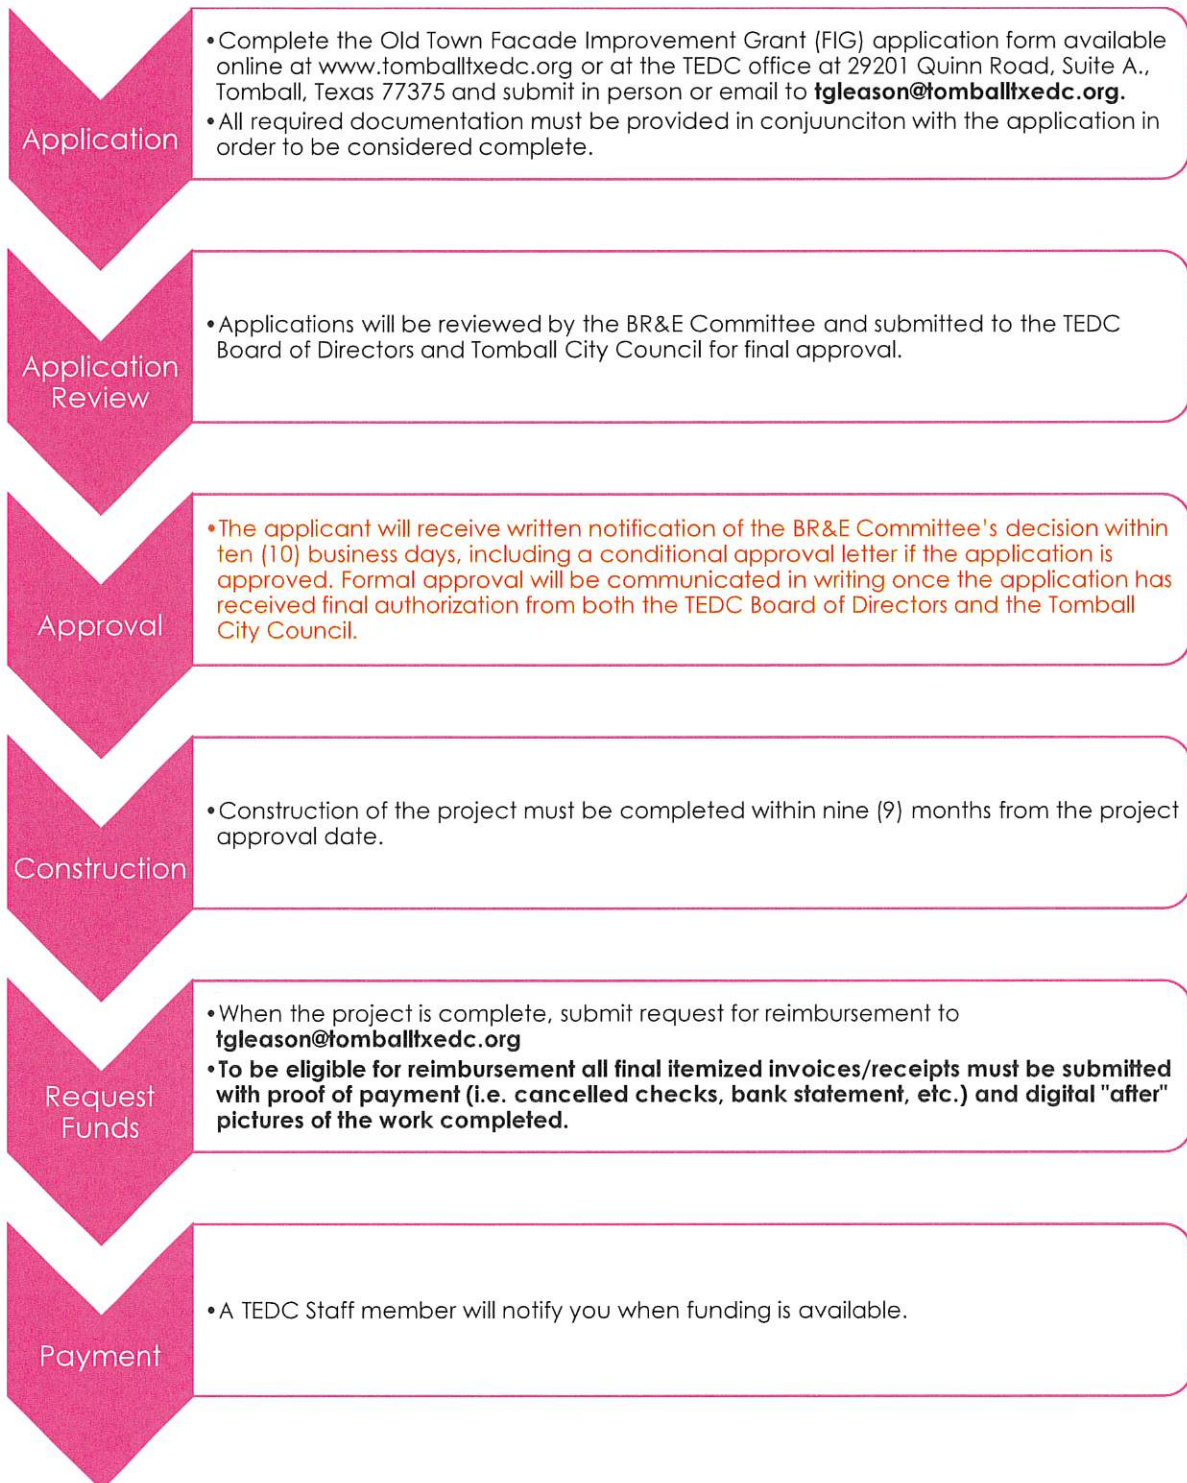 Application
•Complete the Old Town Facade Improvement Grant (FIG) application form available
online at www.tomballtxedc.org or at the TEDC office at 29201 Quinn Road, Suite A.,
Tomball, Texas 77375 and submit in person or email to tgleason@tomballtxedc.org.
•All required documentation must be provided in conjuunciton with the application in
order to be considered complete.
Application
Review
•Applications will be reviewed by the BR&E Committee and submitted to the TEDC
Board of Directors and Tomball City Council for final approval.
Approval
•The applicant will receive written notification of the BR&E Committee's decision within
ten (10) business days, including a conditional approval letter if the application is
approved. Formal approval will be communicated in writing once the application has
received final authorization from both the TEDC Board of Directors and the Tomball
City Council.
Construction
•Construction of the project must be completed within nine (9) months from the project
approval date.
Request
Funds
•When the project is complete, submit request for reimbursement to
tgleason@tomballtxedc.org
•To be eligible for reimbursement all final itemized invoices/receipts must be submitted
with proof of payment (i.e. cancelled checks, bank statement, etc.) and digital "after"
pictures of the work completed.
Payment
•A TEDC Staff member will notify you when funding is available.